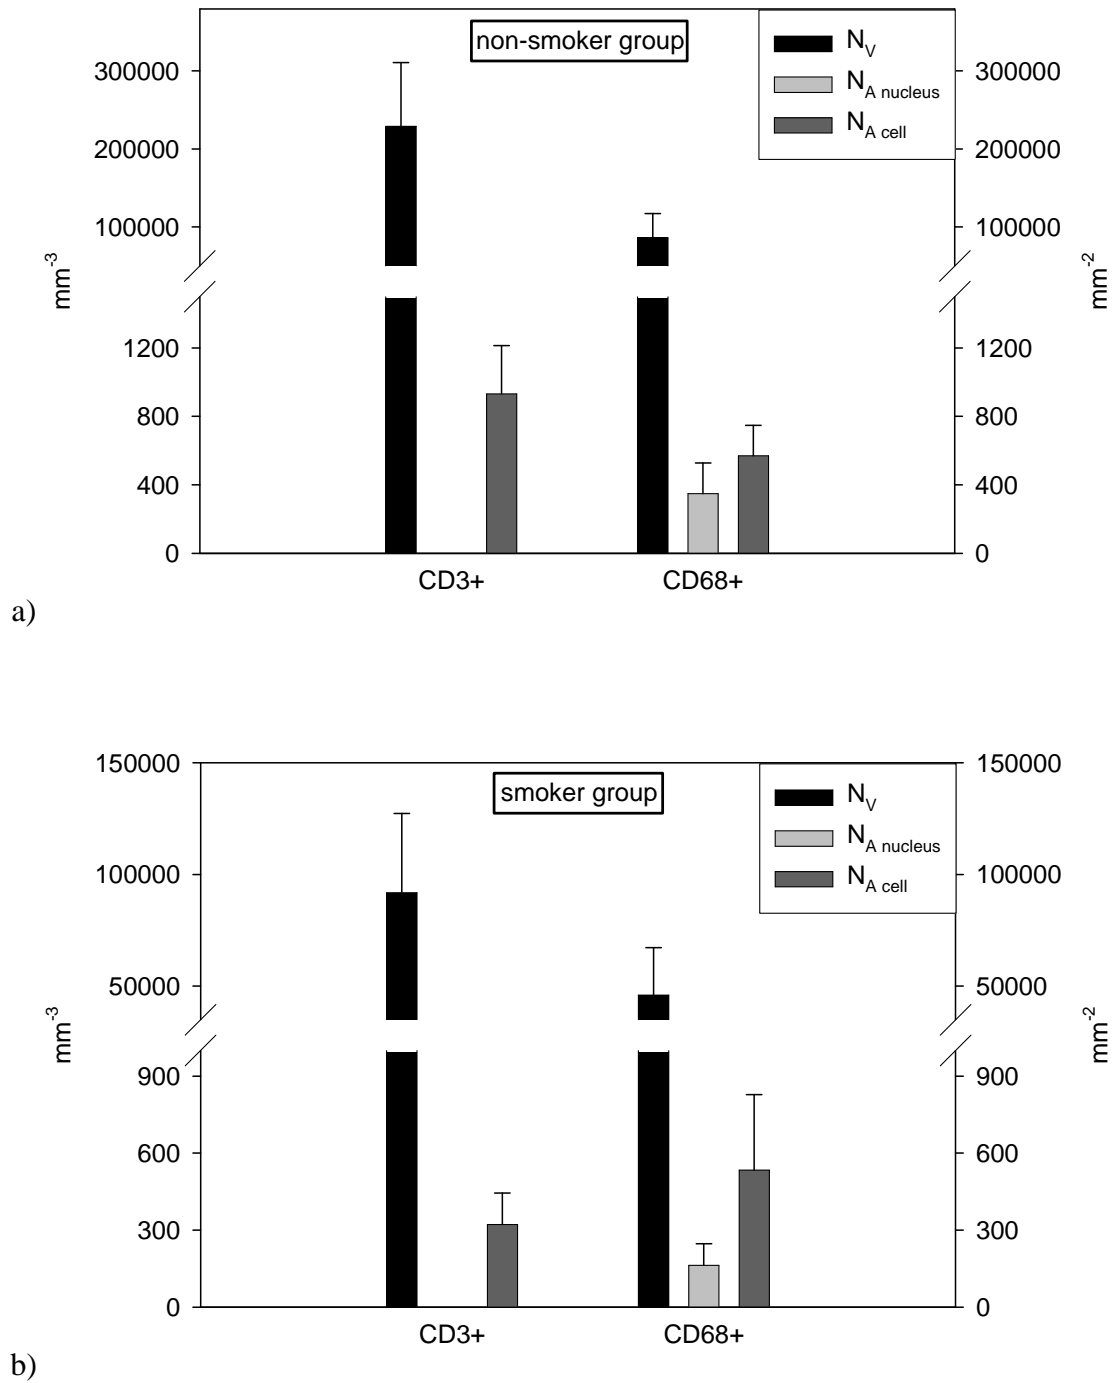 non-smoker group
N_V
N_A nucleus
N_A cell
300000
200000
100000
1200
800
400
0
mm^-3
300000
200000
100000
1200
800
400
0
mm^-2
CD3+ CD68+
a)
smoker group
N_V
N_A nucleus
N_A cell
150000
100000
50000
900
600
300
0
mm^-3
150000
100000
50000
900
600
300
0
mm^-2
CD3+ CD68+
b)